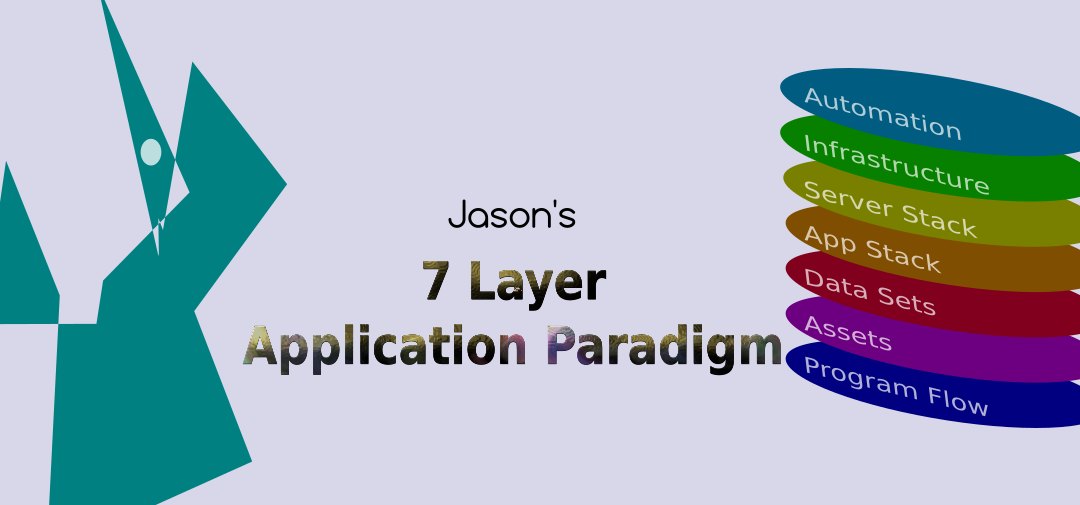 Jason's
7 Layer
Application Paradigm
Automation
Infrastructure
Server Stack
App Stack
Data Sets
Assets
Program Flow